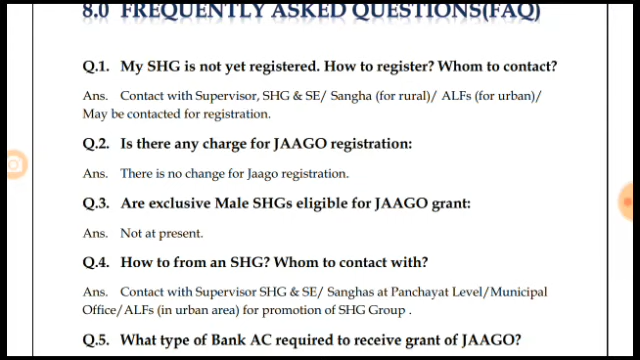 8.0 FREQUENTLY ASKED QUESTIONS(FAQ)
Q.1. My SHG is not yet registered. How to register? Whom to contact?
Ans. Contact with Supervisor, SHG & SE/ Sangha (for rural)/ ALFs (for urban)/
May be contacted for registration.
Q.2. Is there any charge for JAAGO registration:
Ans. There is no change for Jaago registration.
Q.3. Are exclusive Male SHGs eligible for JAAGO grant:
Ans. Not at present.
Q.4. How to from an SHG? Whom to contact with?
Ans. Contact with Supervisor SHG & SE/ Sanghas at Panchayat Level/Municipal
Office/ALFs (in urban area) for promotion of SHG Group .
Q.5. What type of Bank AC required to receive grant of JAAGO?